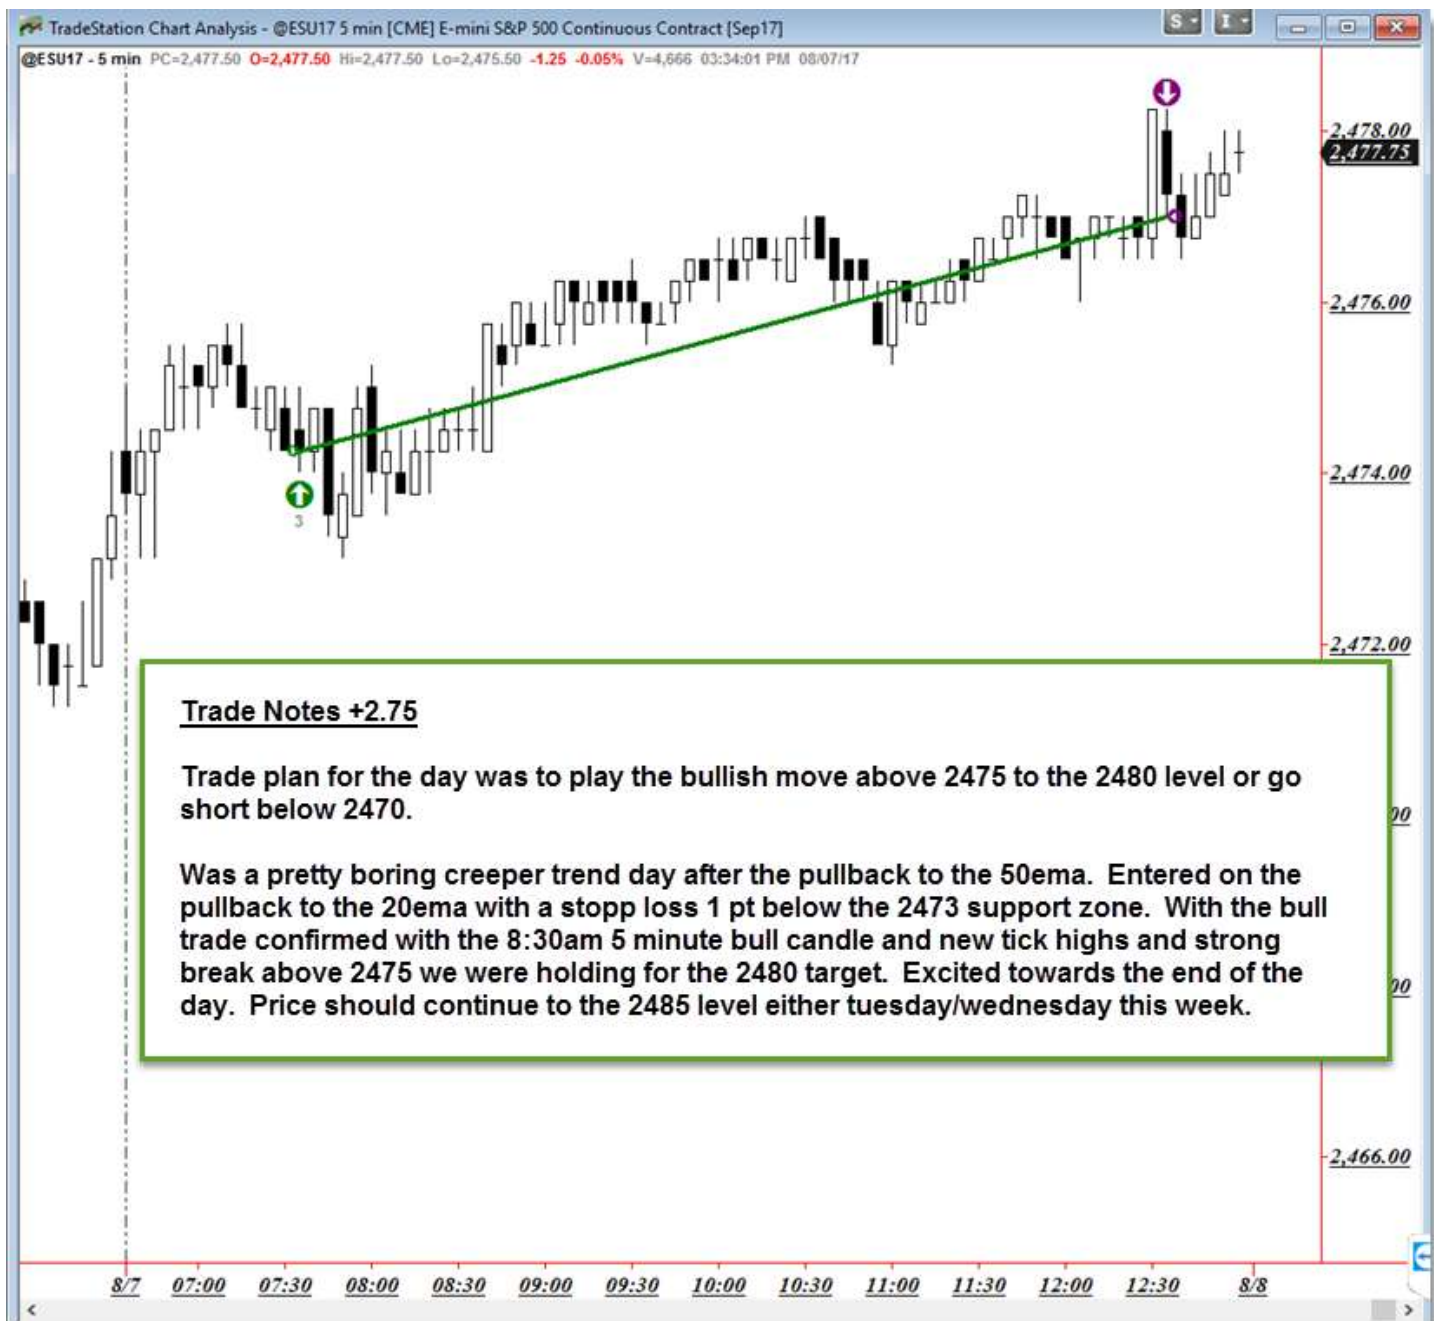 TradeStation Chart Analysis - @ESU17 5 min [CME] E-mini S&P 500 Continuous Contract [Sep17]
S I
@ESU17 - 5 min PC=2,477.50 O=2,477.50 Hi=2,477.50 Lo=2,475.50 -1.25 -0.05% V=4,666 03:34:01 PM 08/07/17
2,478.00
2,477.75
2,476.00
2,474.00
3
2,472.00
Trade Notes +2.75
Trade plan for the day was to play the bullish move above 2475 to the 2480 level or go
short below 2470.
00
Was a pretty boring creeper trend day after the pullback to the 50ema. Entered on the
pullback to the 20ema with a stopp loss 1 pt below the 2473 support zone. With the bull
trade confirmed with the 8:30am 5 minute bull candle and new tick highs and strong
break above 2475 we were holding for the 2480 target. Excited towards the end of the
00
day. Price should continue to the 2485 level either tuesday/wednesday this week.
2,466.00
8/7 07:00 07:30 08:00 08:30 09:00 09:30 10:00 10:30 11:00 11:30 12:00 12:30 8/8